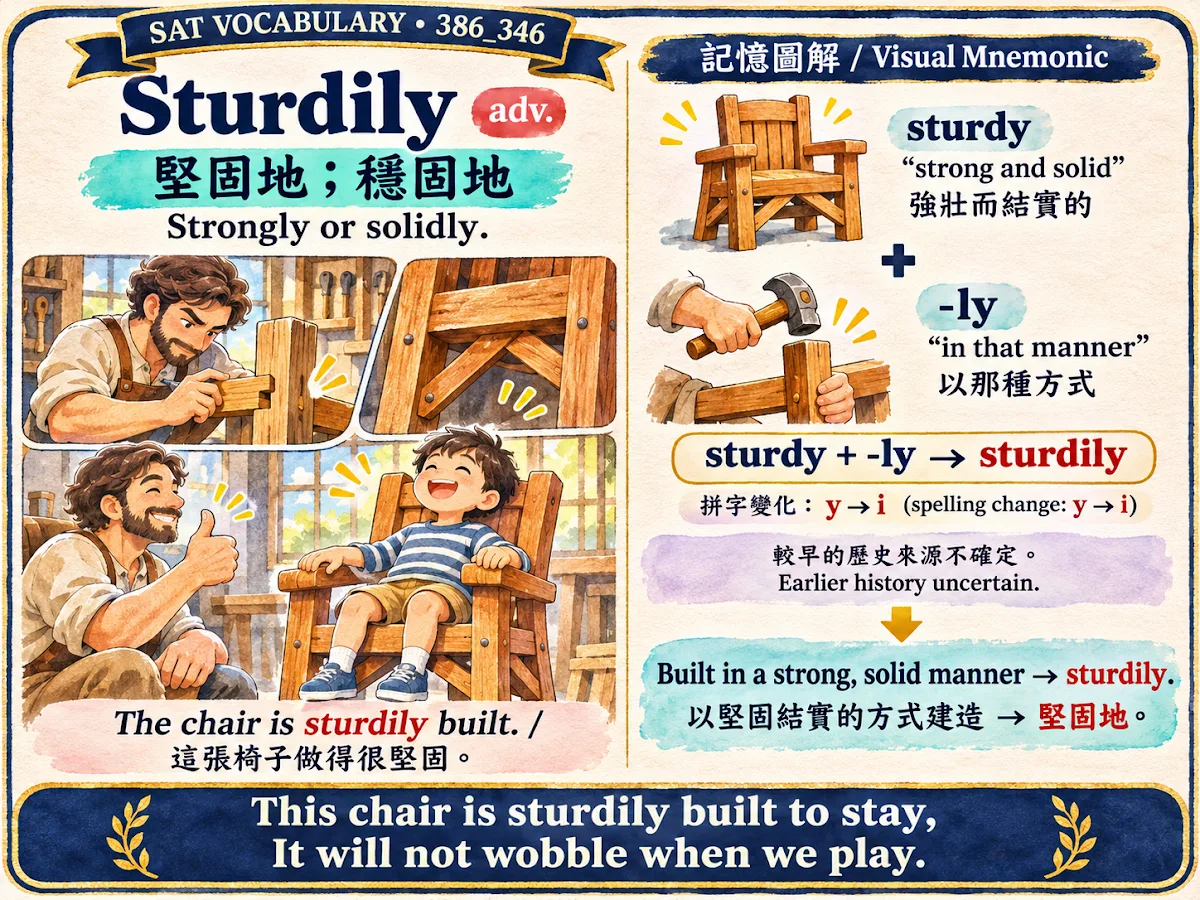 SAT VOCABULARY • 386_346
Sturdily adv.
堅固地；穩固地
Strongly or solidly.
The chair is sturdily built. /
這張椅子做得很堅固。
記憶圖解 / Visual Mnemonic
sturdy
“strong and solid”
強壯而結實的
+
-ly
“in that manner”
以那種方式
sturdy + -ly → sturdily
拼字變化： y → i (spelling change: y → i)
較早的歷史來源不確定。
Earlier history uncertain.
Built in a strong, solid manner → sturdily.
以堅固結實的方式建造 → 堅固地。
This chair is sturdily built to stay,
It will not wobble when we play.